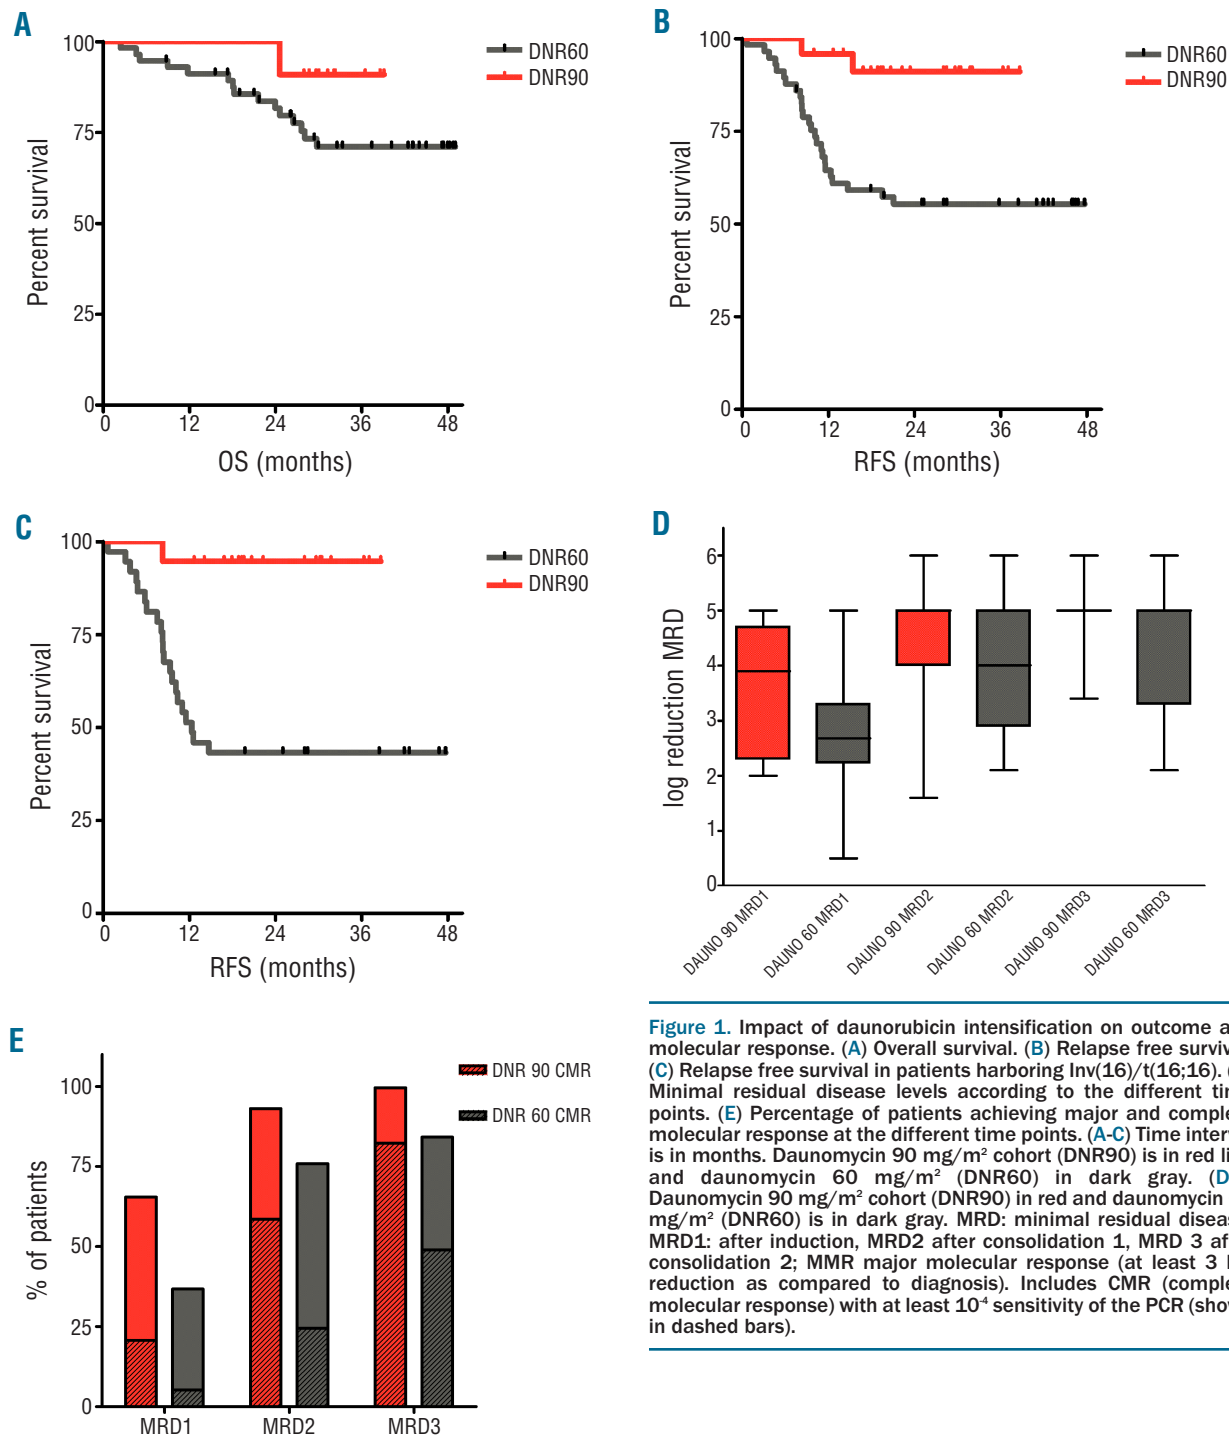 A
100
75
50
25
0
Percent survival
0 12 24 36 48
OS (months)
DNR60
DNR90
B
100
75
50
25
0
Percent survival
0 12 24 36 48
RFS (months)
DNR60
DNR90
C
100
75
50
25
0
Percent survival
0 12 24 36 48
RFS (months)
DNR60
DNR90
D
6
5
4
3
2
1
0
log reduction MRD
DAUNO 90 MRD1
DAUNO 60 MRD1
DAUNO 90 MRD2
DAUNO 60 MRD2
DAUNO 90 MRD3
DAUNO 60 MRD3
E
100
75
50
25
0
% of patients
MRD1 MRD2 MRD3
DNR 90 CMR
DNR 60 CMR
Figure 1. Impact of daunorubicin intensification on outcome
molecular response. (A) Overall survival. (B) Relapse free
(C) Relapse free survival in patients harboring Inv(16)/t(16;16).
Minimal residual disease levels according to the different
points. (E) Percentage of patients achieving major and
molecular response at the different time points. (A-C) Time
is in months. Daunomycin 90 mg/m² cohort (DNR90) is in red
and daunomycin 60 mg/m² (DNR60) in dark gray.
Daunomycin 90 mg/m² cohort (DNR90) in red and daunomycin
mg/m² (DNR60) is in dark gray. MRD: minimal residual
MRD1: after induction, MRD2 after consolidation 1, MRD 3
consolidation 2; MMR major molecular response (at least 3
reduction as compared to diagnosis). Includes CMR
molecular response) with at least 10⁻⁴ sensitivity of the PCR
in dashed bars).